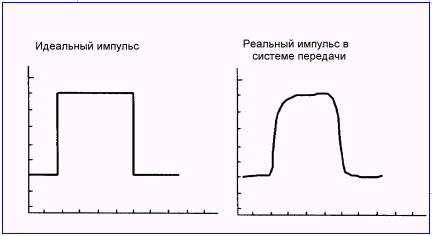 Идеальный импульс
Реальный импульс в
системе передачи